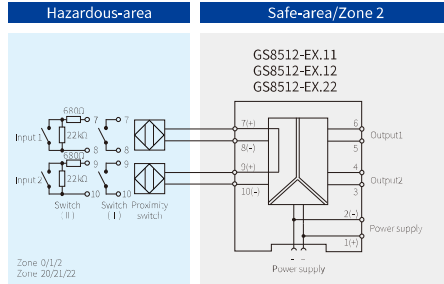 Hazardous-area
Safe-area/Zone 2
GS8512-EX.11
GS8512-EX.12
GS8512-EX.22
680Ω
7
7
7(+)
6
Input 1
22kΩ
Output1
8
8
8(-)
5
680Ω
9
9
9(+)
4
Input 2
22kΩ
Output2
10
10
10(-)
3
Switch
(II)
Switch
(I)
Proximity
switch
2(-)
Power supply
1(+)
Zone 0/1/2
Zone 20/21/22
Power supply